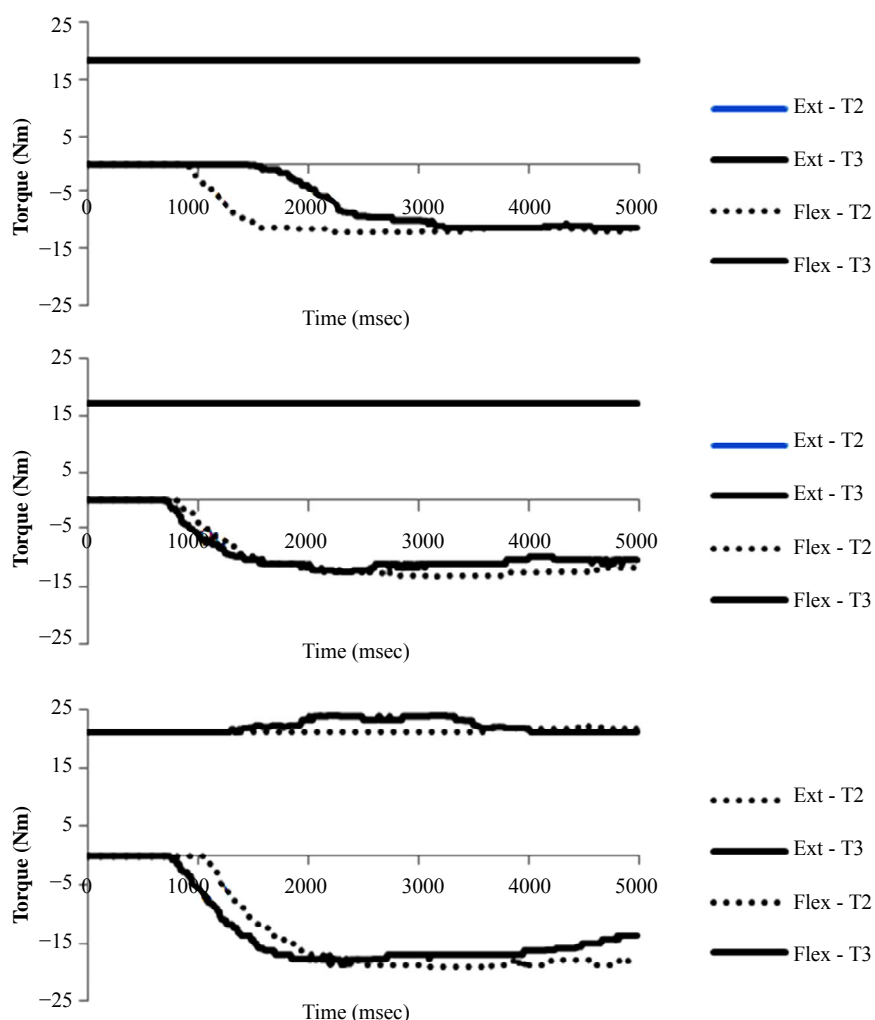 25
15
5
−5
−15
−25
Torque (Nm)
0 1000 2000 3000 4000 5000
Time (msec)
Ext - T2
Ext - T3
Flex - T2
Flex - T3
25
15
5
−5
−15
−25
Torque (Nm)
0 1000 2000 3000 4000 5000
Time (msec)
Ext - T2
Ext - T3
Flex - T2
Flex - T3
25
15
5
−5
−15
−25
Torque (Nm)
0 1000 2000 3000 4000 5000
Time (msec)
Ext - T2
Ext - T3
Flex - T2
Flex - T3